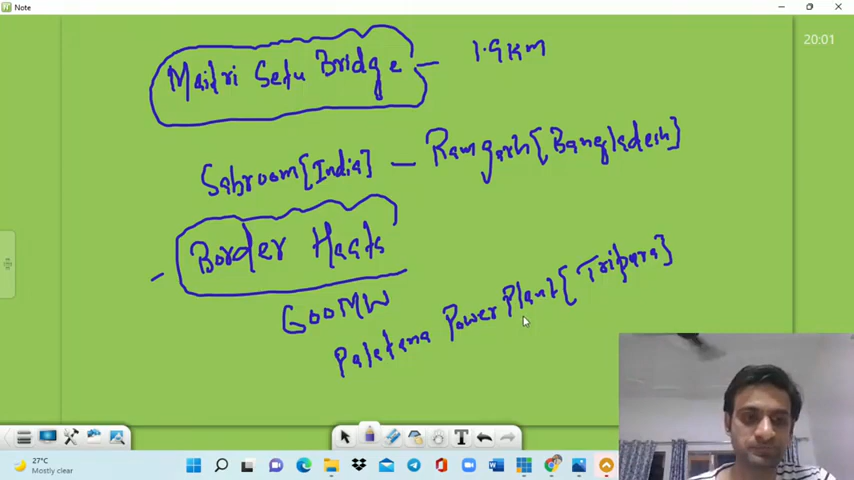 Note
20:01
Maitri Setu Bridge - 1.9Km
Sabroom[India] - Ramgarh{Bangladesh}
- Border Haats
600MW
Palatana Power Plant{Tripura}
27°C
Mostly clear